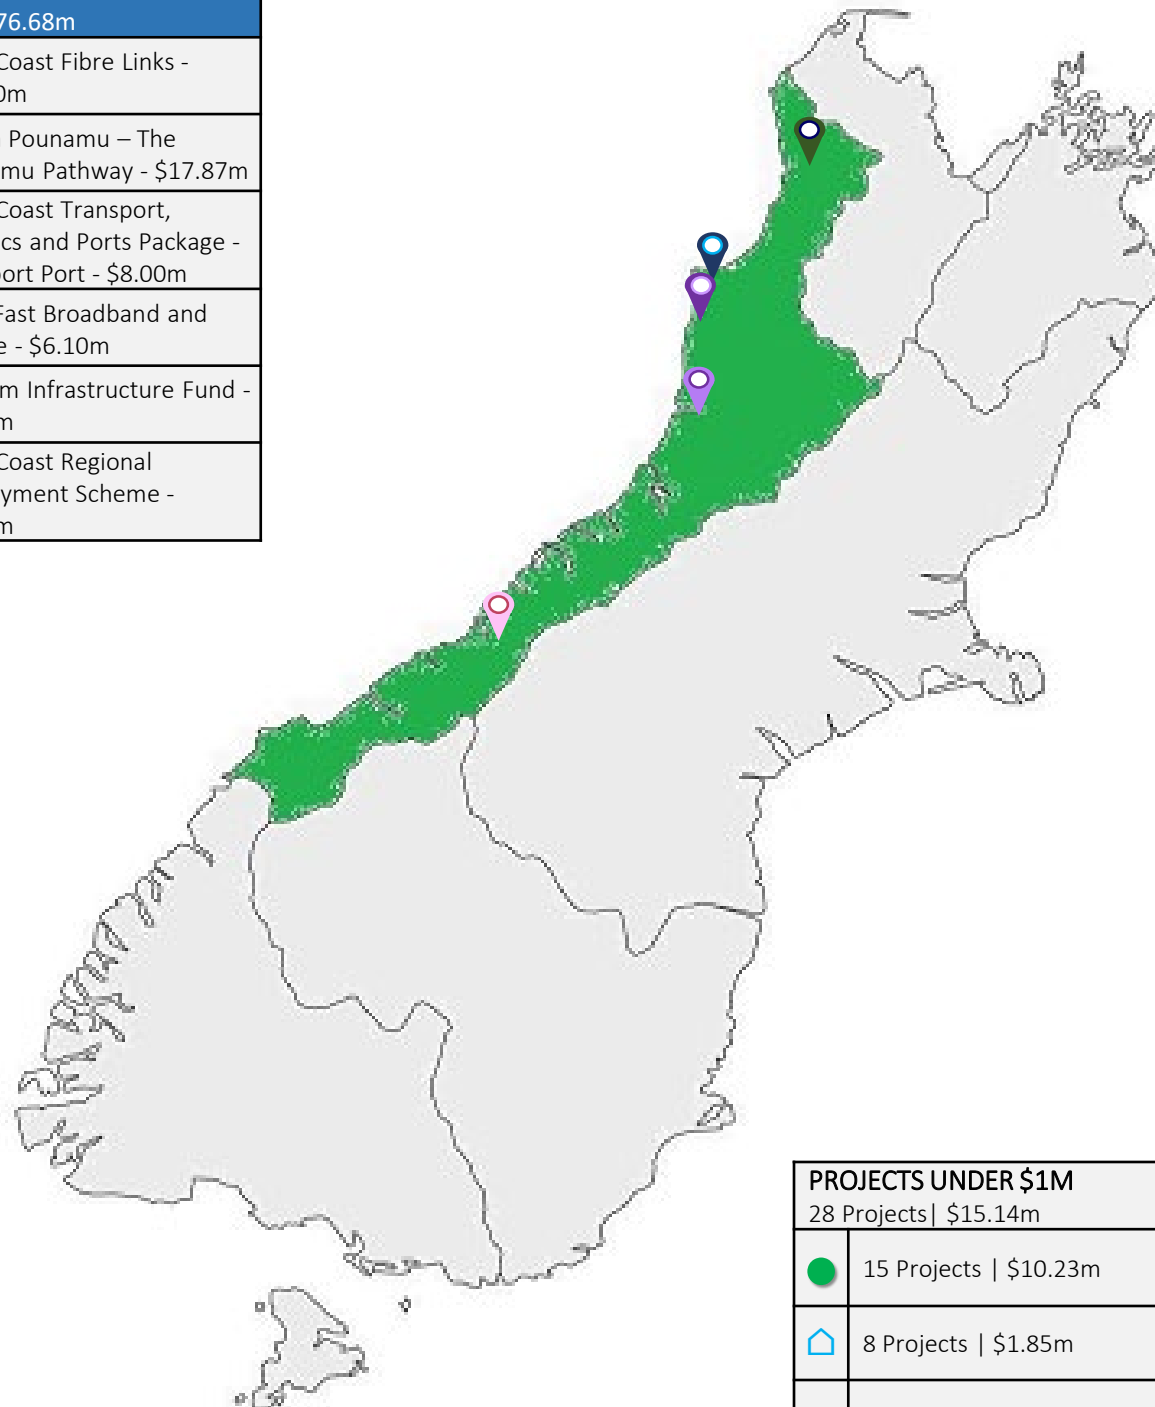 76.68m
Coast Fibre Links -
0m
Pounamu – The
mu Pathway - $17.87m
Coast Transport,
cs and Ports Package -
ort Port - $8.00m
Fast Broadband and
e - $6.10m
m Infrastructure Fund -
m
Coast Regional
yment Scheme -
m
PROJECTS UNDER $1M
28 Projects| $15.14m
15 Projects | $10.23m
8 Projects | $1.85m